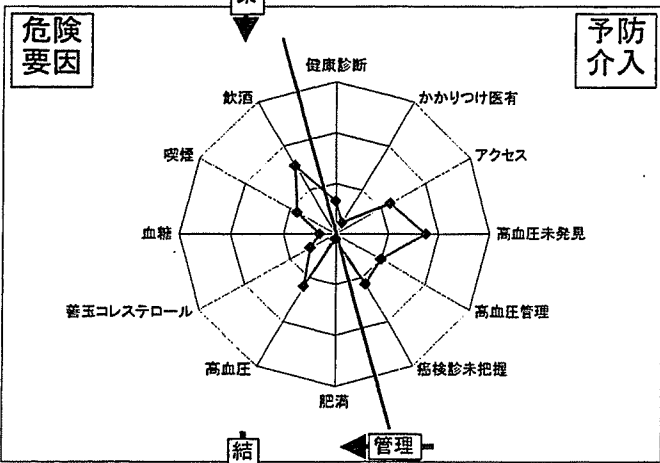 危険
要因
予防
介入
健康診断
飲酒
かかりつけ医有
喫煙
アクセス
血糖
高血圧未発見
善玉コレステロール
高血圧管理
高血圧
癌検診未把握
肥満
結
管理